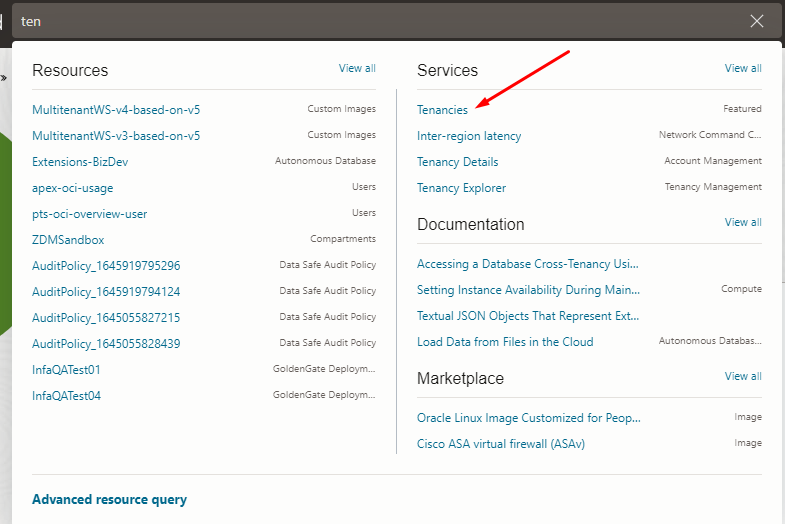 ten
Resources View all
MultitenantWS-v4-based-on-v5 Custom Images
MultitenantWS-v3-based-on-v5 Custom Images
Extensions-BizDev Autonomous Database
apex-oci-usage Users
pts-oci-overview-user Users
ZDMSandbox Compartments
AuditPolicy_1645919795296 Data Safe Audit Policy
AuditPolicy_1645919794124 Data Safe Audit Policy
AuditPolicy_1645055827215 Data Safe Audit Policy
AuditPolicy_1645055828439 Data Safe Audit Policy
InfaQATest01 GoldenGate Deploym...
InfaQATest04 GoldenGate Deploym...
Services View all
Tenancies Featured
Inter-region latency Network Command C...
Tenancy Details Account Management
Tenancy Explorer Tenancy Management
Documentation View all
Accessing a Database Cross-Tenancy Usi...
Setting Instance Availability During Main... Compute
Textual JSON Objects That Represent Ext...
Load Data from Files in the Cloud Autonomous Databas...
Marketplace View all
Oracle Linux Image Customized for Peop... Image
Cisco ASA virtual firewall (ASAv) Image
Advanced resource query